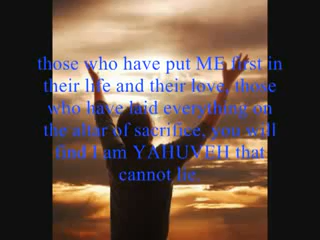 those who have put ME first in
their life and their love, those
who have laid everything on
the altar of sacrifice, you will
find I am YAHUVEH that
cannot lie